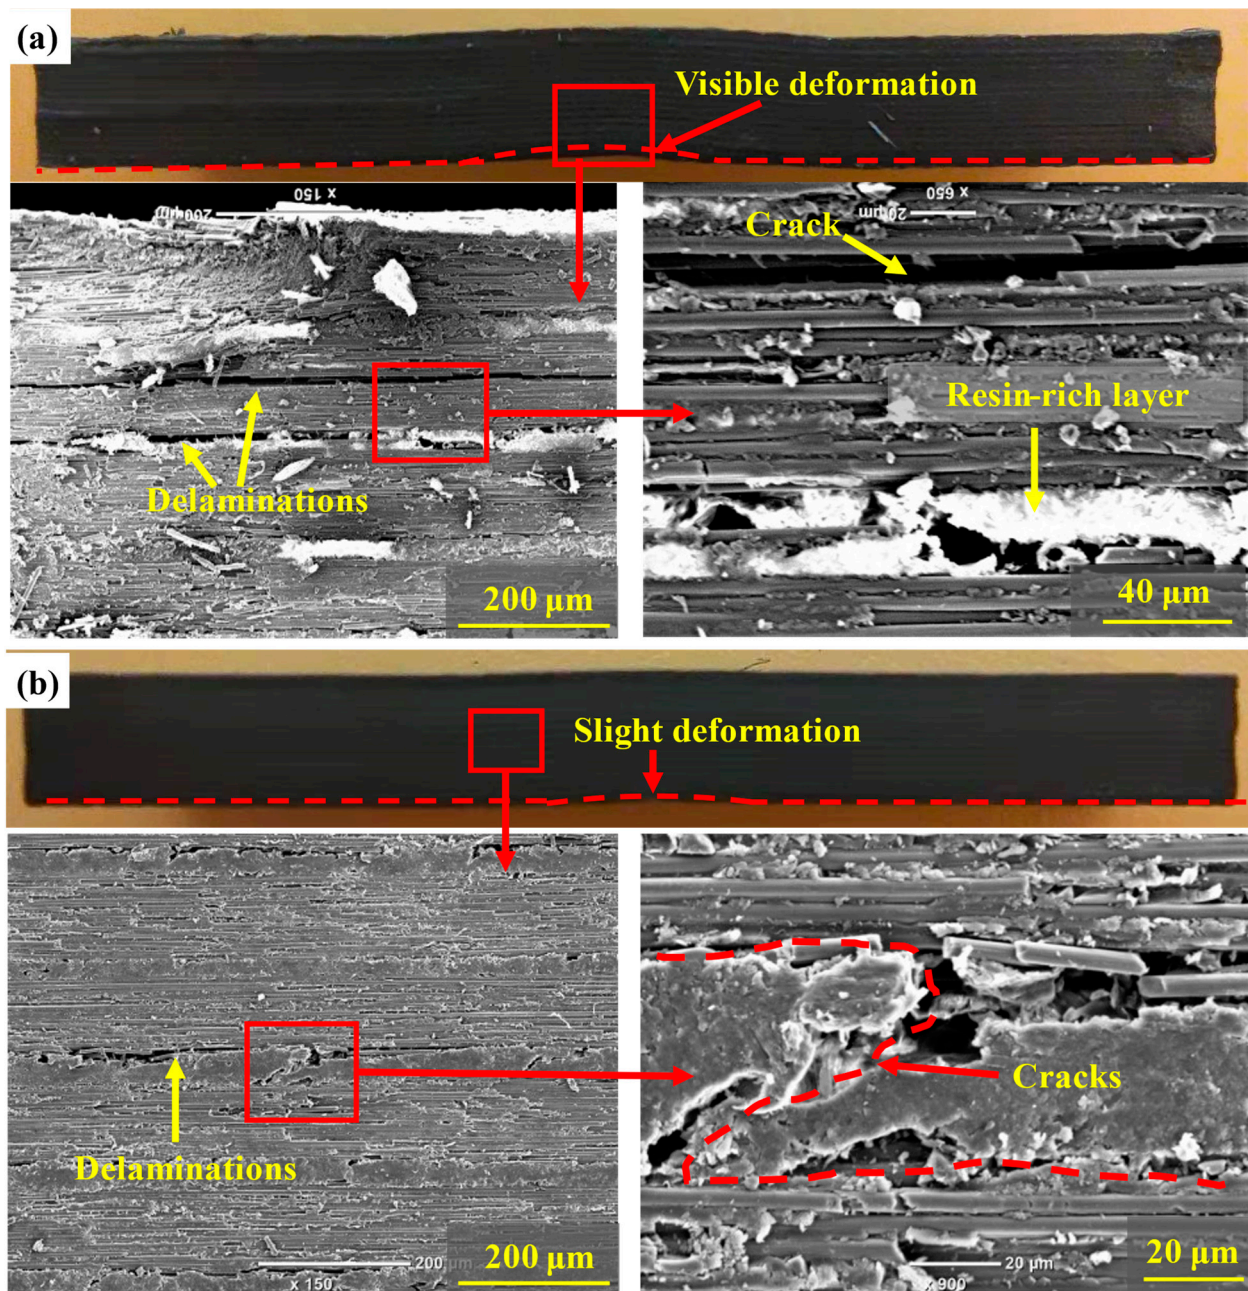 (a)
Visible deformation
x 150
200µm
Delaminations
200 µm
x 650
20µm
Crack
Resin-rich layer
40 µm
(b)
Slight deformation
Delaminations
200
x 150
200 µm
Cracks
20 µm
x 900
20 µm